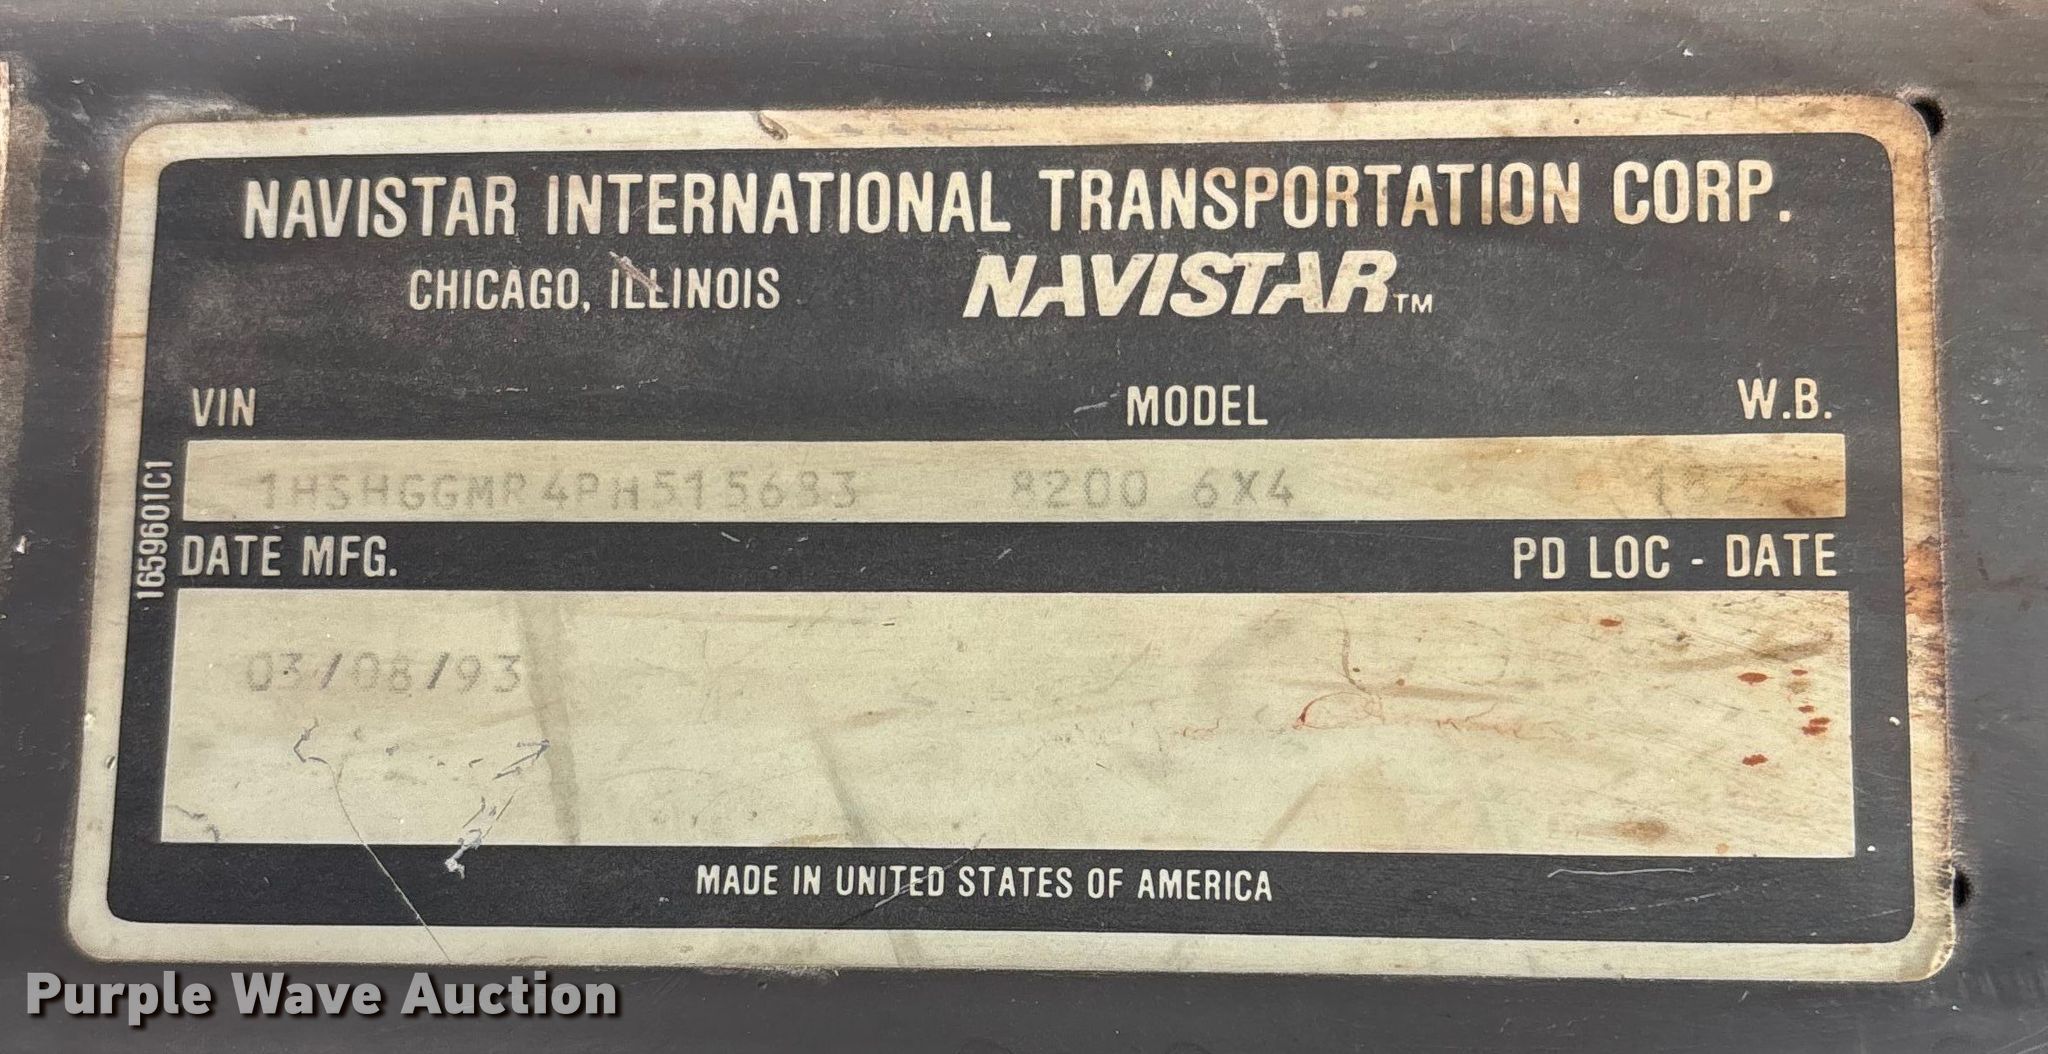 NAVISTAR INTERNATIONAL TRANSPORTATION CORP.
CHICAGO, ILLINOIS NAVISTAR™
VIN MODEL W.B.
1HSHGGMR4PH515683 8200 6X4
1659601C1
DATE MFG. PD LOC - DATE
03/08/93
MADE IN UNITED STATES OF AMERICA
Purple Wave Auction